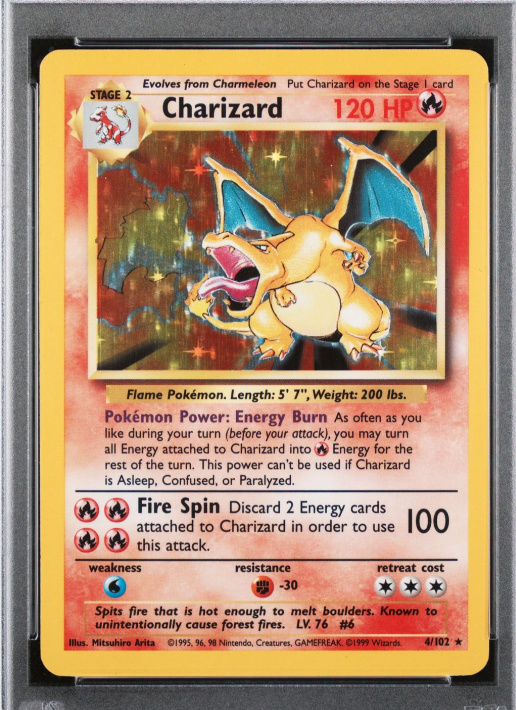 Evolves from Charmeleon Put Charizard on the Stage 1 card
STAGE 2
Charizard 120 HP
Flame Pokémon. Length: 5' 7", Weight: 200 lbs.
Pokémon Power: Energy Burn As often as you
like during your turn (before your attack), you may turn
all Energy attached to Charizard into Energy for the
rest of the turn. This power can't be used if Charizard
is Asleep, Confused, or Paralyzed.
Fire Spin Discard 2 Energy cards
attached to Charizard in order to use 100
this attack.
weakness resistance retreat cost
-30
Spits fire that is hot enough to melt boulders. Known to
unintentionally cause forest fires. LV. 76 #6
Illus. Mitsuhiro Arita ©1995, 96, 98 Nintendo, Creatures, GAMEFREAK. ©1999 Wizards. 4/102 ★